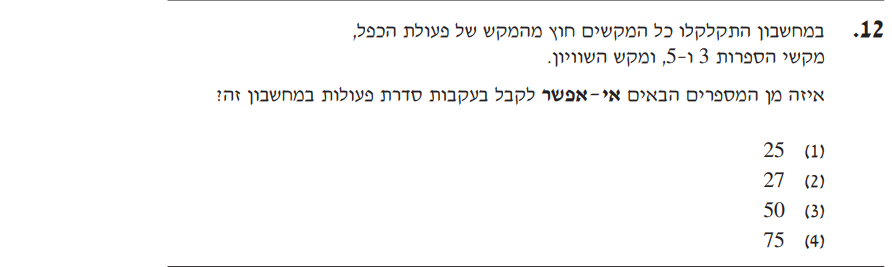 12. במחשבון התקלקלו כל המקשים חוץ מהמקש של פעולת הכפל,
מקשי הספרות 3 ו-5, ומקש השוויון.
איזה מן המספרים הבאים אי-אפשר לקבל בעקבות סדרת פעולות במחשבון זה?
(1) 25
(2) 27
(3) 50
(4) 75